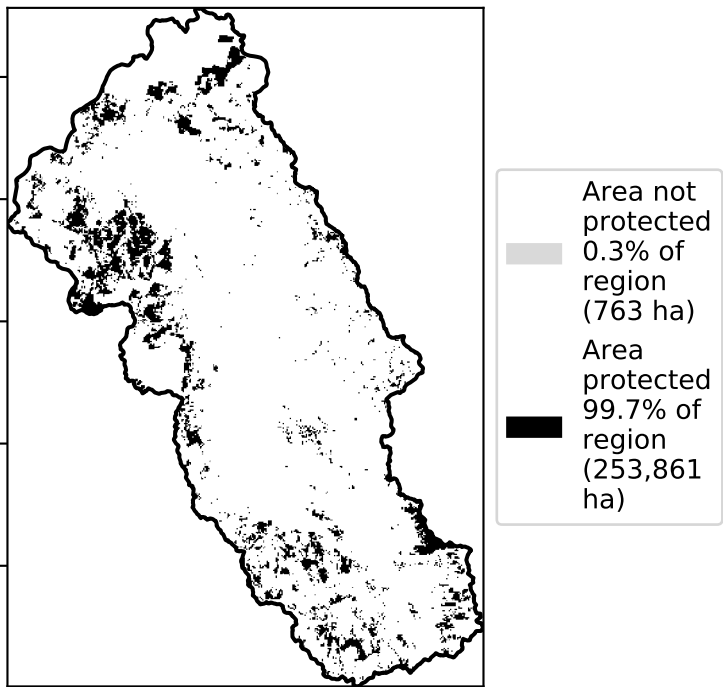 Area not
protected
0.3% of
region
(763 ha)
Area
protected
99.7% of
region
(253,861
ha)